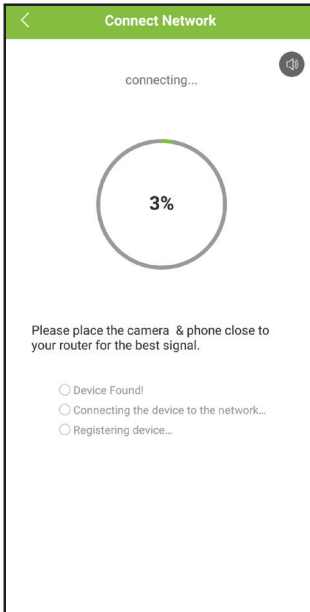 Connect Network
connecting...
3%
Please place the camera & phone close to
your router for the best signal.
Device Found!
Connecting the device to the network...
Registering device...